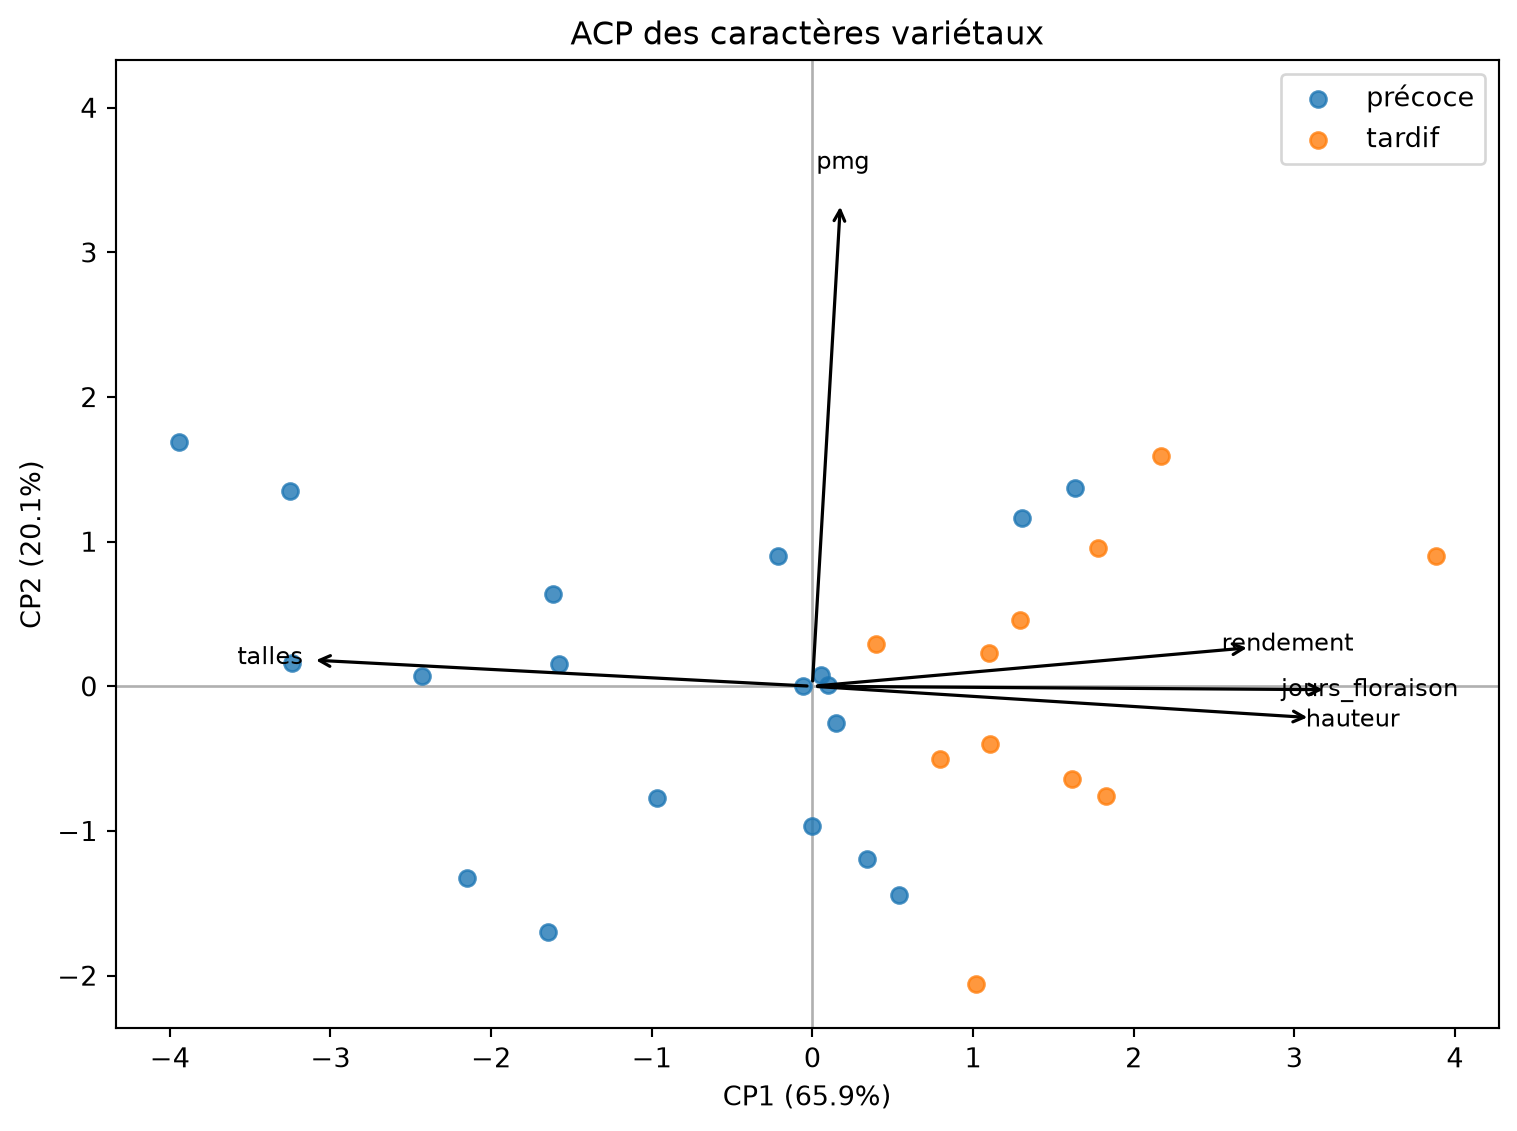 ACP des caractères variétaux
précoce
tardif
pmg
talles
rendement
jours_floraison
hauteur
4
3
2
1
0
−1
−2
CP2 (20.1%)
−4
−3
−2
−1
0
1
2
3
4
CP1 (65.9%)